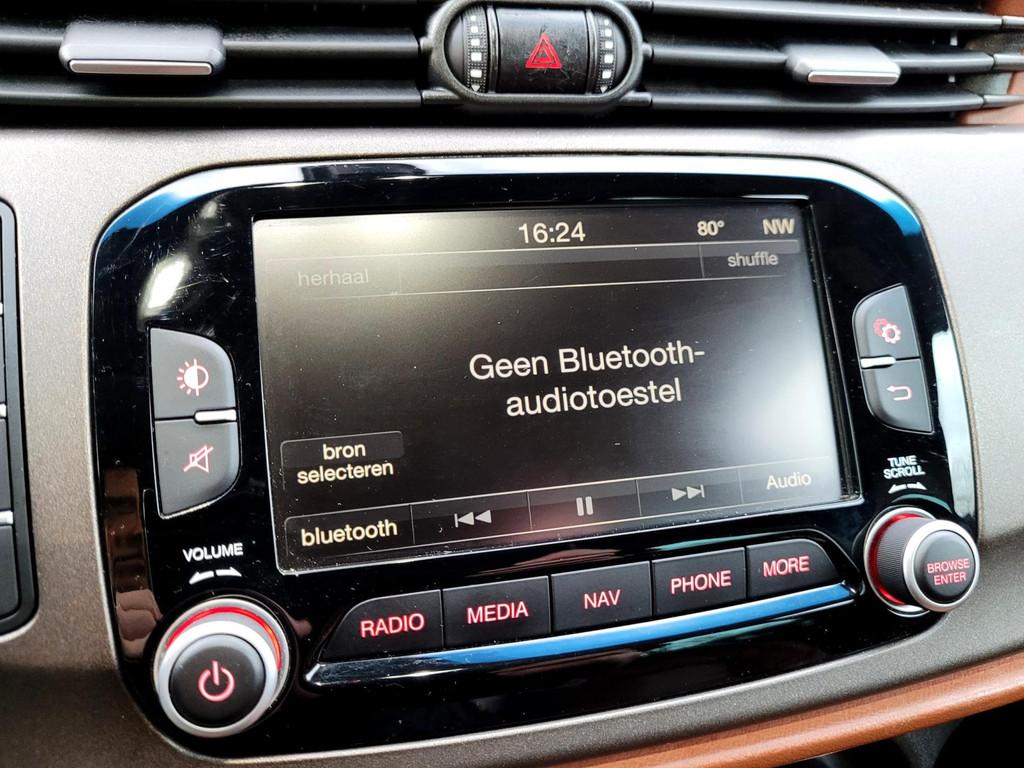 16:24
80°
NW
herhaal
shuffle
Geen Bluetooth-
audiotoestel
bron
selecteren
bluetooth
Audio
TUNE
SCROLL
VOLUME
RADIO
MEDIA
NAV
PHONE
MORE
BROWSE
ENTER